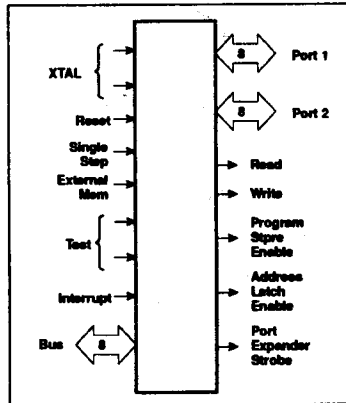 XTAL
Reset
Single
Step
External
Mem
Test
Interrupt
Bus
8
8
Port 1
8
Port 2
Read
Write
Program
Stpre
Enable
Address
Latch
Enable
Port
Expander
Strobe